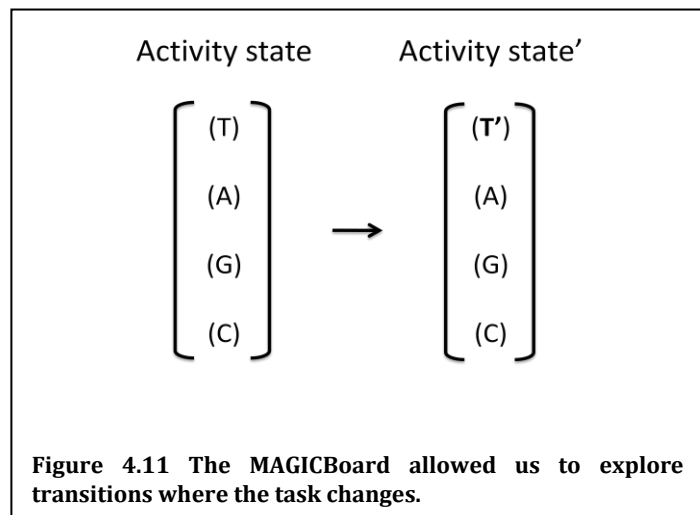 Activity state Activity state’
(T) (T’)
(A) (A)
(G) (G)
(C) (C)
Figure 4.11 The MAGICBoard allowed us to explore
transitions where the task changes.